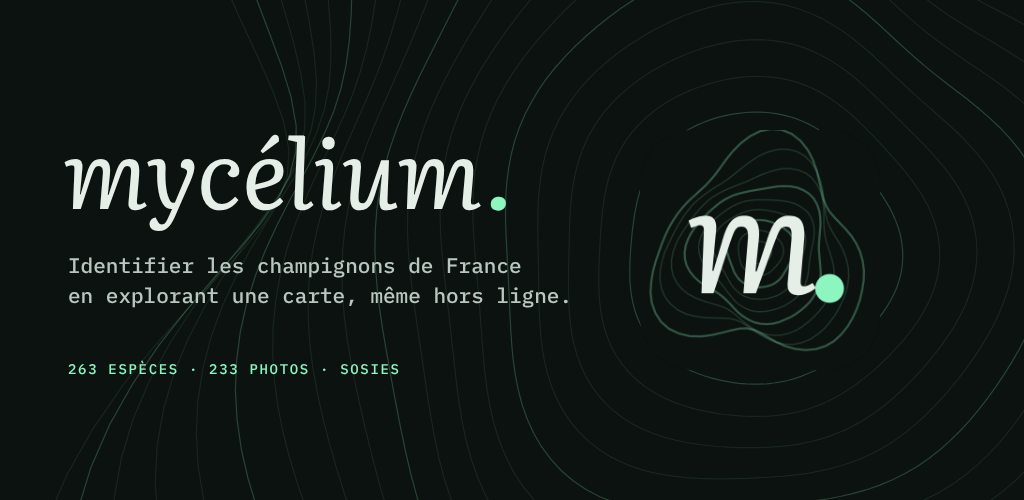 mycélium.
Identifier les champignons de France
en explorant une carte, même hors ligne.
263 ESPÈCES · 233 PHOTOS · SOSIES
m.